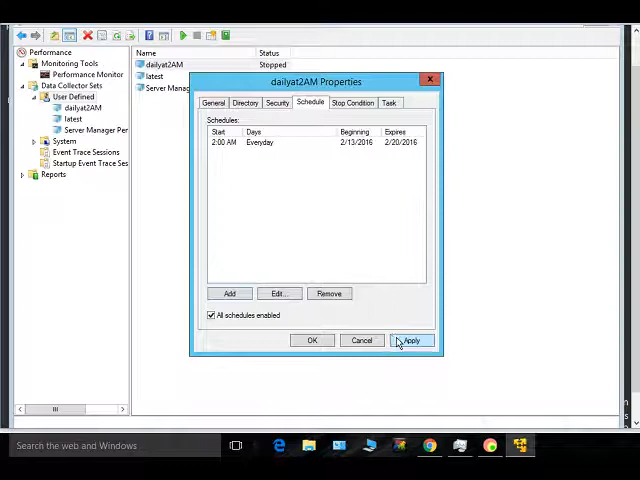 Performance
Monitoring Tools
Performance Monitor
Data Collector Sets
User Defined
dailyat2AM
latest
Server Manager Per
System
Event Trace Sessions
Startup Event Trace Ses
Reports
Name Status
dailyat2AM Stopped
latest
Server Manag
dailyat2AM Properties
General Directory Security Schedule Stop Condition Task
Schedules:
Start Days Beginning Expires
2:00 AM Everyday 2/13/2016 2/20/2016
Add Edit... Remove
All schedules enabled
OK Cancel Apply
Search the web and Windows